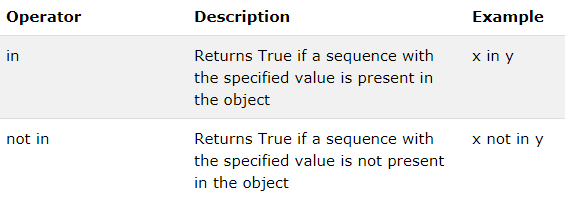 Operator Description Example
in Returns True if a sequence with x in y
the specified value is present in
the object
not in Returns True if a sequence with x not in y
the specified value is not present
in the object